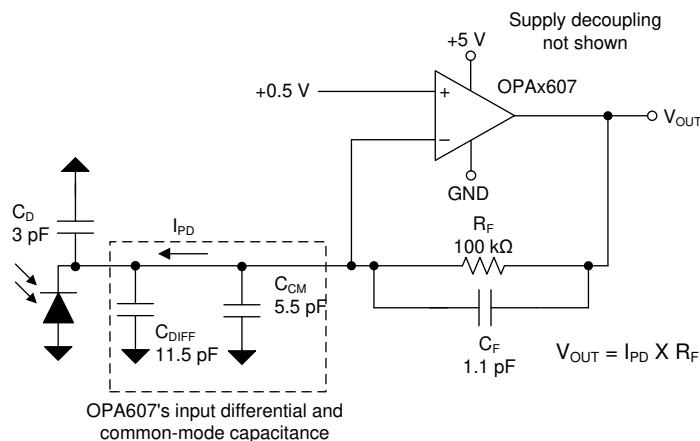 Supply decoupling
not shown
+5 V
OPAx607
+0.5 V
+
−
V_OUT
GND
C_D
3 pF
I_PD
R_F
100 kΩ
C_CM
5.5 pF
C_DIFF
11.5 pF
C_F
1.1 pF
V_OUT = I_PD X R_F
OPA607's input differential and
common-mode capacitance